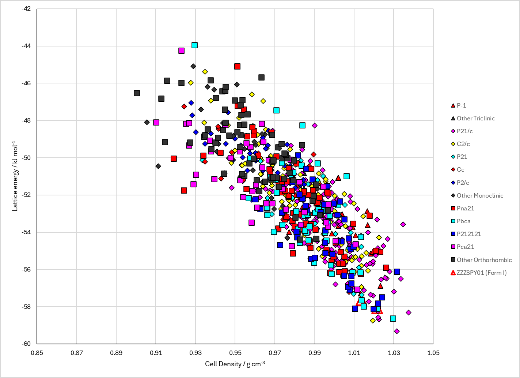 -42
-44
-46
-48
-50
-52
-54
-56
-58
-60
Lattice energy / kJ mol⁻¹
0.85
0.87
0.89
0.91
0.93
0.95
0.97
0.99
1.01
1.03
1.05
Cell Density / g cm⁻³
P-1
Other Triclinic
P21/c
C2/c
P21
Cc
P2/c
Other Monoclinic
Pna21
Pbca
P212121
Pca21
Other Orthorhombic
ZZZSPY01 (Form I)